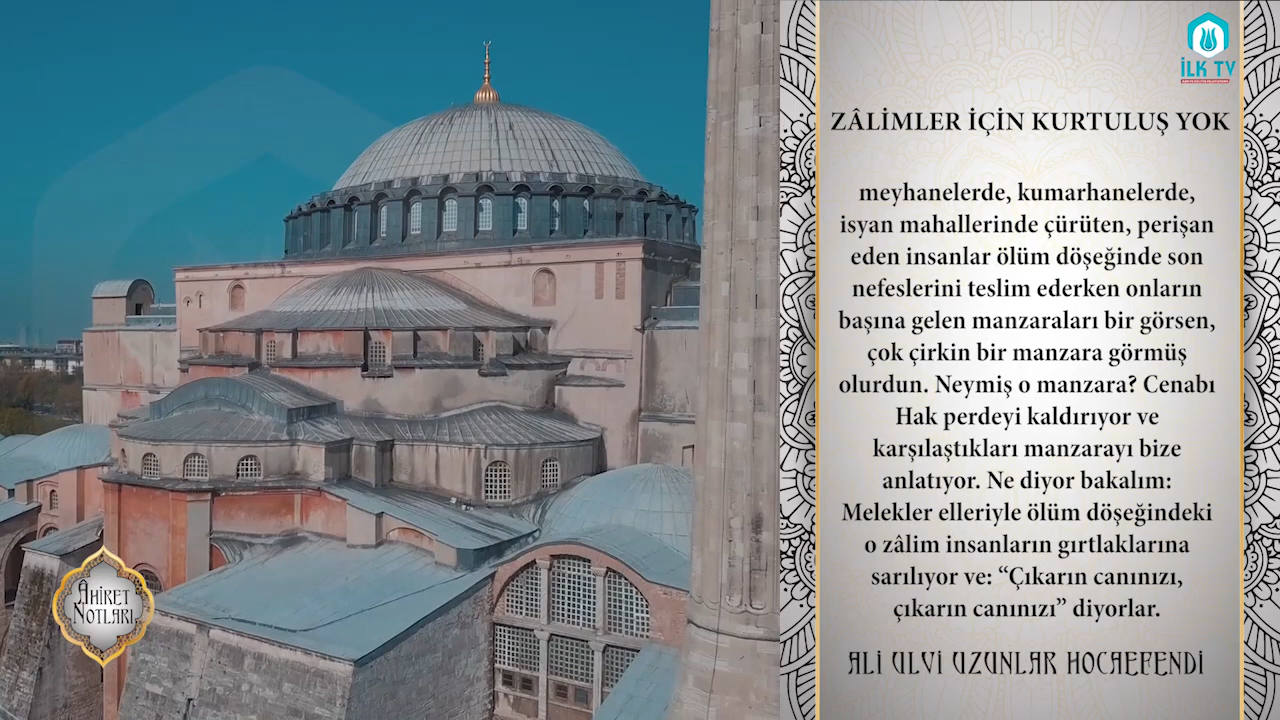 İLK TV
ZÂLİMLER İÇİN KURTULUŞ YOK
meyhanelerde, kumarhanelerde,
isyan mahallerinde çürüten, perişan
eden insanlar ölüm döşeğinde son
nefeslerini teslim ederken onların
başına gelen manzaraları bir görsen,
çok çirkin bir manzara görmüş
olurdun. Neymiş o manzara? Cenabı
Hak perdeyi kaldırıyor ve
karşılaştıkları manzarayı bize
anlatıyor. Ne diyor bakalım:
Melekler elleriyle ölüm döşeğindeki
o zâlim insanların gırtlaklarına
sarılıyor ve: “Çıkarın canınızı,
çıkarın canınızı” diyorlar.
ALİ ULVİ UZUNLAR HOCAEFENDİ
AHİRET
NOTLARI